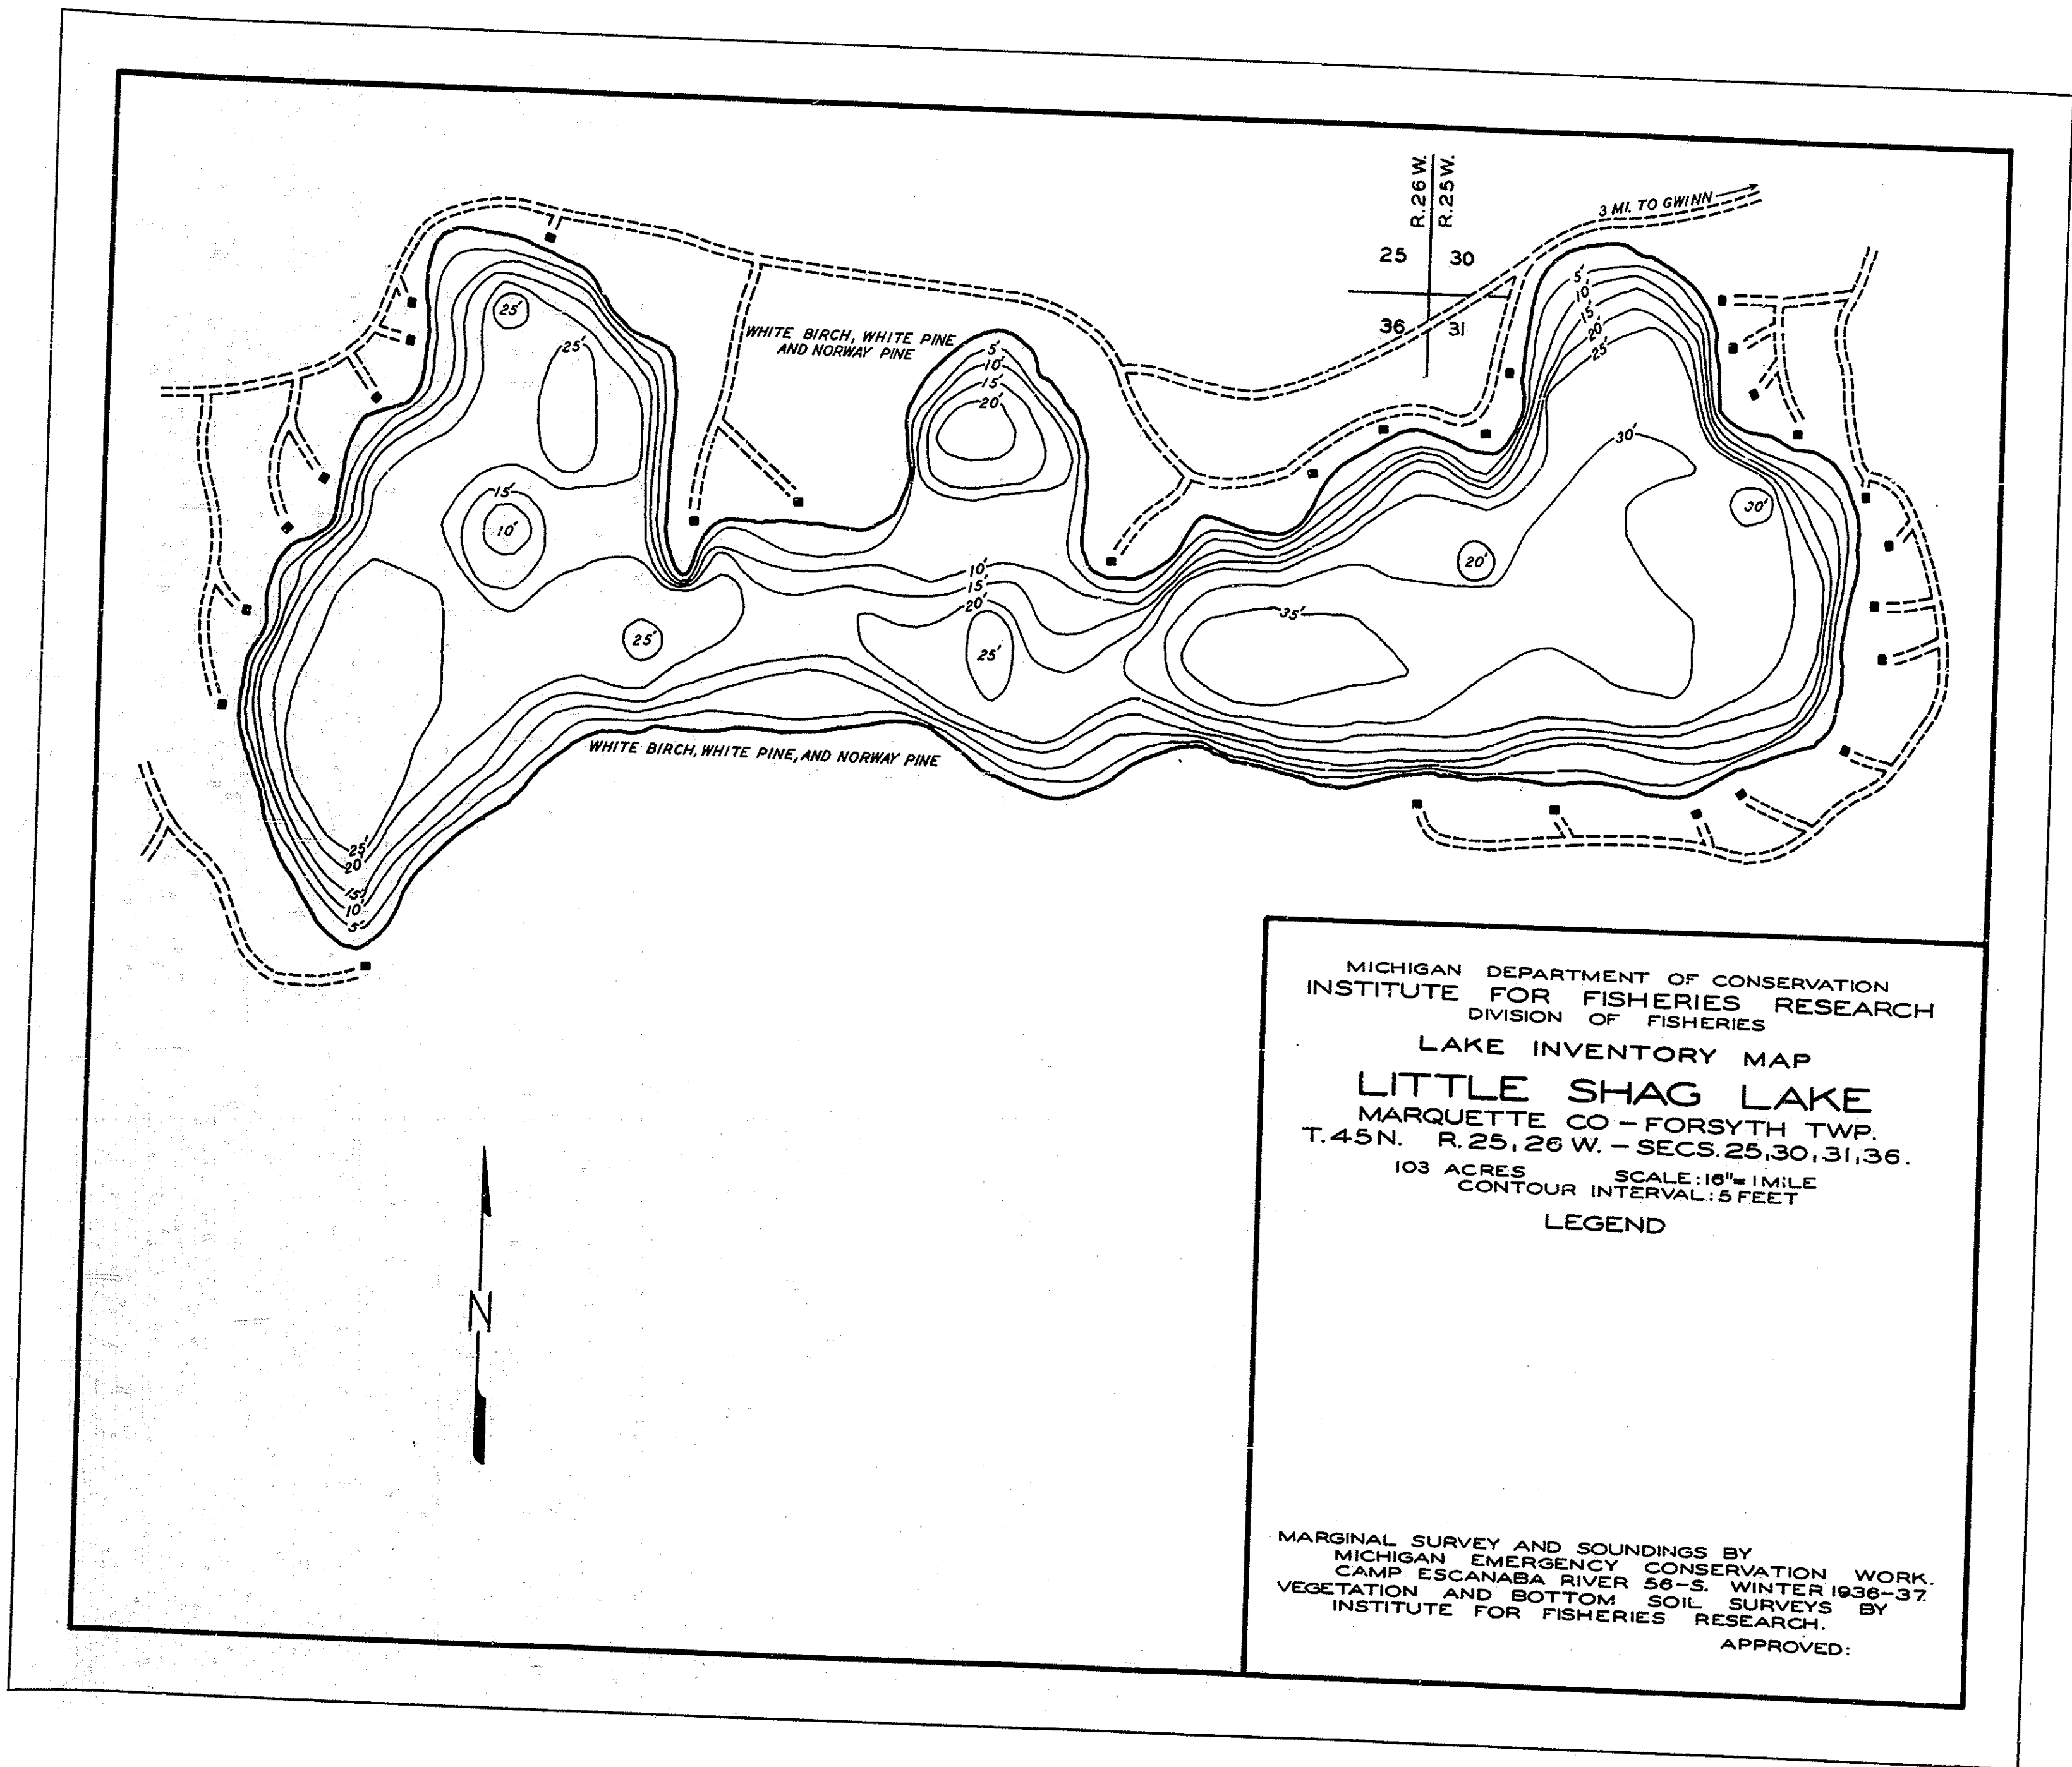 R.26W.
R.25W.
3 MI. TO GWINN
25
30
36
31
WHITE BIRCH, WHITE PINE
AND NORWAY PINE
5'
10'
15'
20'
5'
10'
15'
20'
25'
25'
25'
15'
10'
30'
30'
20'
10'
15'
20'
25'
25'
35'
WHITE BIRCH, WHITE PINE, AND NORWAY PINE
25'
20'
15'
10'
5'
MICHIGAN DEPARTMENT OF CONSERVATION
INSTITUTE FOR FISHERIES RESEARCH
DIVISION OF FISHERIES
LAKE INVENTORY MAP
LITTLE SHAG LAKE
MARQUETTE CO – FORSYTH TWP.
T.45N. R.25,26 W. – SECS.25,30,31,36.
103 ACRES SCALE:16"=1MILE
CONTOUR INTERVAL:5 FEET
LEGEND
N
MARGINAL SURVEY AND SOUNDINGS BY
MICHIGAN EMERGENCY CONSERVATION WORK.
CAMP ESCANABA RIVER 56-S. WINTER 1936-37.
VEGETATION AND BOTTOM SOIL SURVEYS BY
INSTITUTE FOR FISHERIES RESEARCH.
APPROVED: